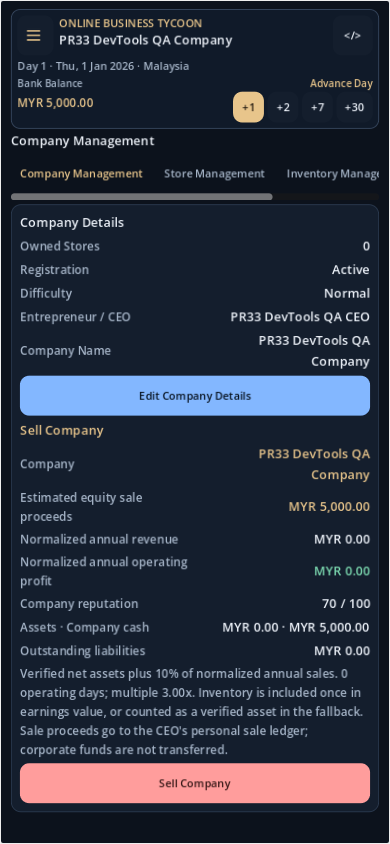 ONLINE BUSINESS TYCOON
PR33 DevTools QA Company
</>
Day 1 · Thu, 1 Jan 2026 · Malaysia
Bank Balance
Advance Day
MYR 5,000.00
+1 +2 +7 +30
Company Management
Company Management Store Management Inventory Manage
Company Details
Owned Stores 0
Registration Active
Difficulty Normal
Entrepreneur / CEO PR33 DevTools QA CEO
Company Name PR33 DevTools QA
Company
Edit Company Details
Sell Company
Company PR33 DevTools QA
Company
Estimated equity sale
proceeds MYR 5,000.00
Normalized annual revenue MYR 0.00
Normalized annual operating
profit MYR 0.00
Company reputation 70 / 100
Assets · Company cash MYR 0.00 · MYR 5,000.00
Outstanding liabilities MYR 0.00
Verified net assets plus 10% of normalized annual sales. 0
operating days; multiple 3.00x. Inventory is included once in
earnings value, or counted as a verified asset in the fallback.
Sale proceeds go to the CEO's personal sale ledger;
corporate funds are not transferred.
Sell Company